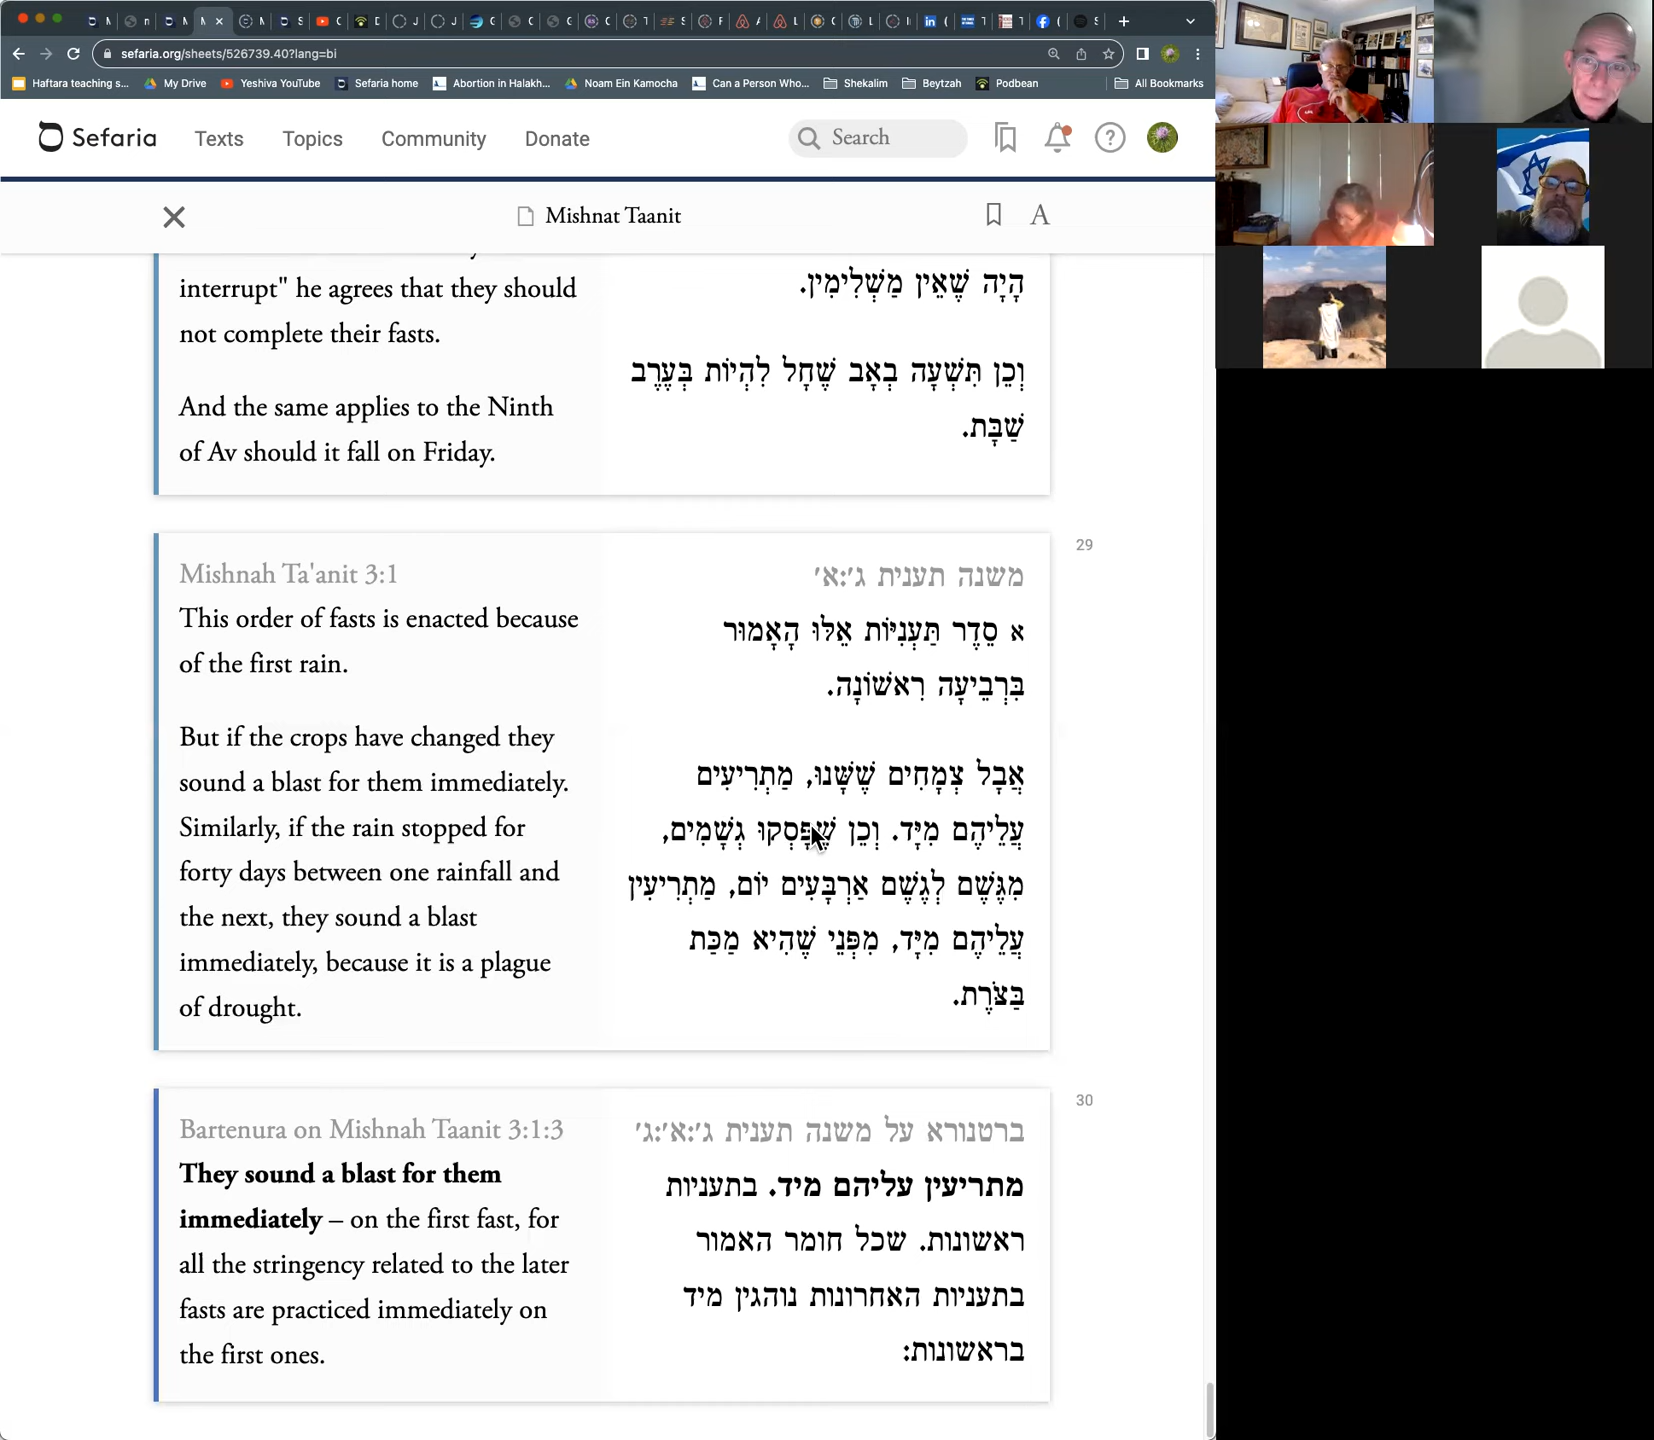 sefaria.org/sheets/526739.40?lang=bi
Haftara teaching s... My Drive Yeshiva YouTube Sefaria home Abortion in Halakh... Noam Ein Kamocha Can a Person Who... Shekalim Beytzah Podbean All Bookmarks
Sefaria Texts Topics Community Donate Search
Mishnat Taanit A
interrupt" he agrees that they should
not complete their fasts.
And the same applies to the Ninth
of Av should it fall on Friday.
הָיָה שֶׁאֵין מַשְׁלִימִין.
וְכֵן תִּשְׁעָה בְאָב שֶׁחָל לִהְיוֹת בְּעֶרֶב
שַׁבָּת.
29
Mishnah Ta'anit 3:1
This order of fasts is enacted because
of the first rain.
But if the crops have changed they
sound a blast for them immediately.
Similarly, if the rain stopped for
forty days between one rainfall and
the next, they sound a blast
immediately, because it is a plague
of drought.
משנה תענית ג׳:א׳
א סֵדֶר תַּעְנִיּוֹת אֵלּוּ הָאָמוּר
בִּרְבִיעָה רִאשׁוֹנָה.
אֲבָל צְמָחִים שֶׁשָּׁנוּ, מַתְרִיעִים
עֲלֵיהֶם מִיָּד. וְכֵן שֶׁפָּסְקוּ גְשָׁמִים,
מִגֶּשֶׁם לְגֶשֶׁם אַרְבָּעִים יוֹם, מַתְרִיעִין
עֲלֵיהֶם מִיָּד, מִפְּנֵי שֶׁהִיא מַכַּת
בַּצֹּרֶת.
30
Bartenura on Mishnah Taanit 3:1:3
They sound a blast for them
immediately – on the first fast, for
all the stringency related to the later
fasts are practiced immediately on
the first ones.
ברטנורא על משנה תענית ג׳:א׳:ג׳
מתריעין עליהם מיד. בתעניות
ראשונות. שכל חומר האמור
בתעניות האחרונות נוהגין מיד
בראשונות: